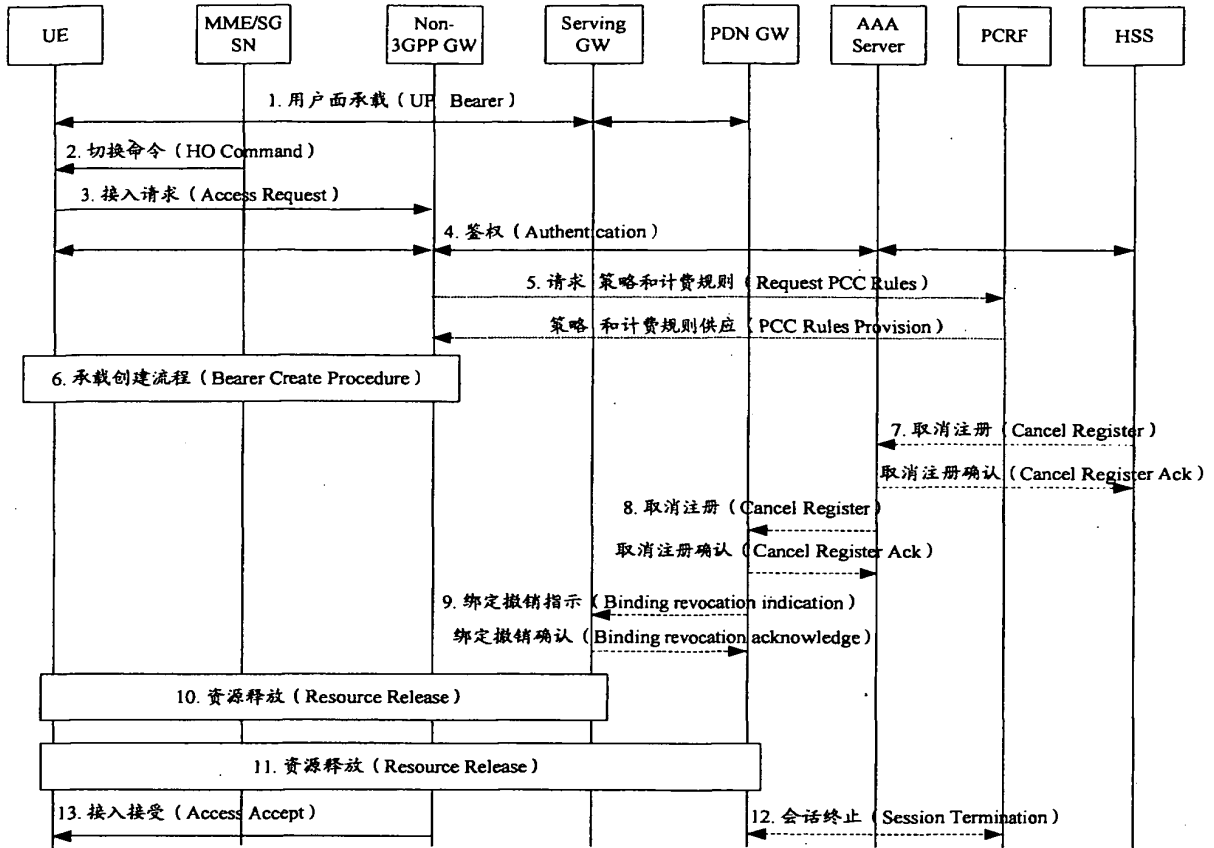 UE
MME/SG
SN
Non-
3GPP GW
Serving
GW
PDN GW
AAA
Server
PCRF
HSS
1. 用户面承载（UP Bearer）
2. 切换命令（HO Command）
3. 接入请求（Access Request）
4. 鉴权（Authentication）
5. 请求 策略和计费规则（Request PCC Rules）
策略 和计费规则供应（PCC Rules Provision）
6. 承载创建流程（Bearer Create Procedure）
7. 取消注册（Cancel Register）
取消注册确认（Cancel Register Ack）
8. 取消注册（Cancel Register）
取消注册确认（Cancel Register Ack）
9. 绑定撤销指示（Binding revocation indication）
绑定撤销确认（Binding revocation acknowledge）
10. 资源释放（Resource Release）
11. 资源释放（Resource Release）
13. 接入接受（Access Accept）
12. 会话终止（Session Termination）